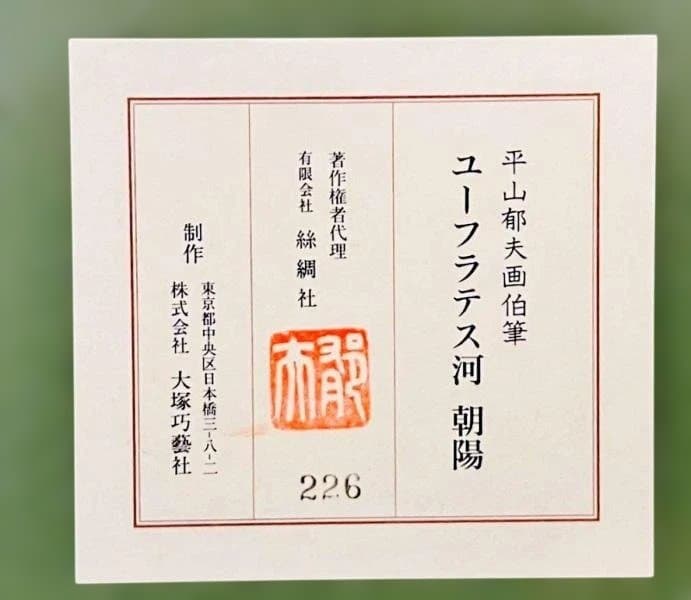 平山郁夫画伯筆
ユーフラテス河 朝陽
著作権者代理
有限会社 絲綢社
郁夫
226
制作
東京都中央区日本橋三-八-二
株式会社 大塚巧藝社